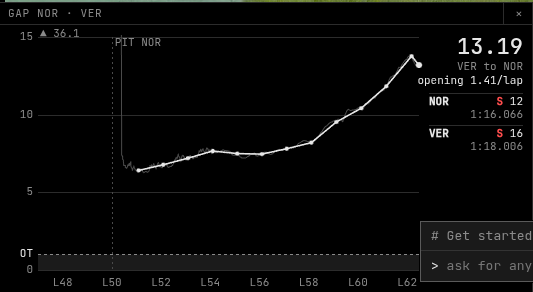 GAP NOR · VER ×
15 ▲ 36.1
PIT NOR
13.19
VER to NOR
opening 1.41/lap
NOR S 12
1:16.066
10
VER S 16
1:18.066
5
# Get started
OT
> ask for any
0
L48 L50 L52 L54 L56 L58 L60 L62